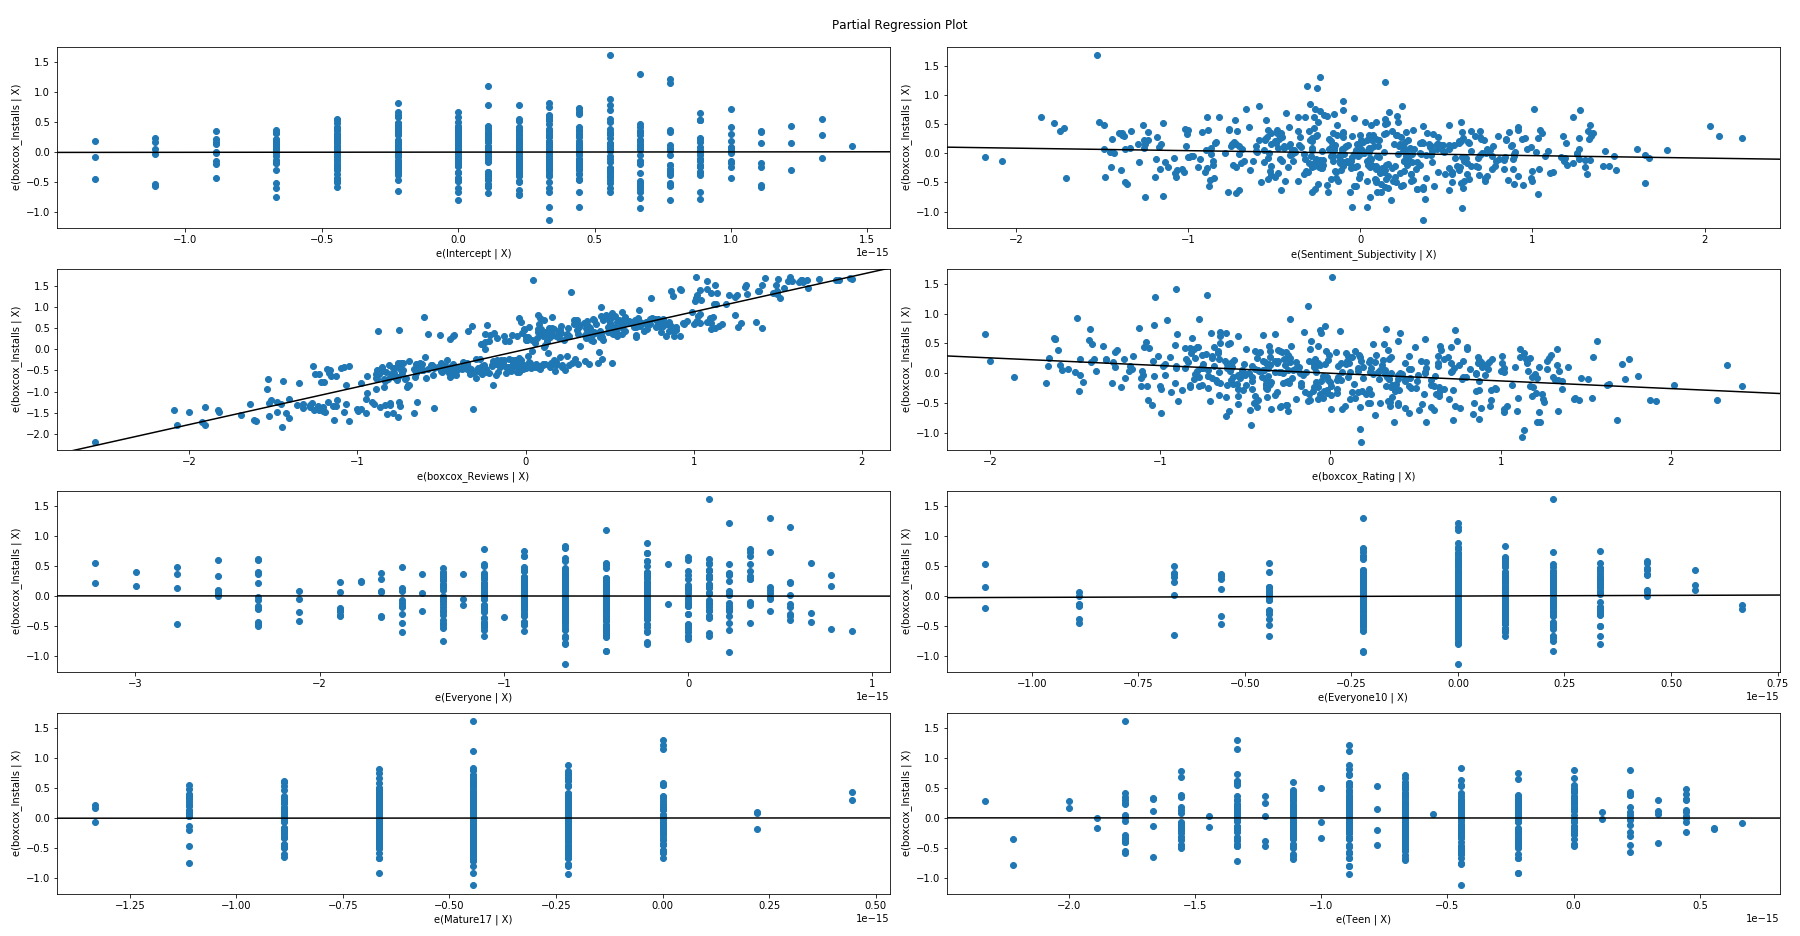 Partial Regression Plot
e(boxcox_Installs | X)
1.5
1.0
0.5
0.0
−0.5
−1.0
−1.0 −0.5 0.0 0.5 1.0 1.5
1e−15
e(Intercept | X)
e(boxcox_Installs | X)
1.5
1.0
0.5
0.0
−0.5
−1.0
−2 −1 0 1 2
e(Sentiment_Subjectivity | X)
e(boxcox_Installs | X)
1.5
1.0
0.5
0.0
−0.5
−1.0
−1.5
−2.0
−2 −1 0 1 2
e(boxcox_Reviews | X)
e(boxcox_Installs | X)
1.5
1.0
0.5
0.0
−0.5
−1.0
−2 −1 0 1 2
e(boxcox_Rating | X)
e(boxcox_Installs | X)
1.5
1.0
0.5
0.0
−0.5
−1.0
−3 −2 −1 0 1
1e−15
e(Everyone | X)
e(boxcox_Installs | X)
1.5
1.0
0.5
0.0
−0.5
−1.0
−1.00 −0.75 −0.50 −0.25 0.00 0.25 0.50 0.75
1e−15
e(Everyone10 | X)
e(boxcox_Installs | X)
1.5
1.0
0.5
0.0
−0.5
−1.0
−1.25 −1.00 −0.75 −0.50 −0.25 0.00 0.25 0.50
1e−15
e(Mature17 | X)
e(boxcox_Installs | X)
1.5
1.0
0.5
0.0
−0.5
−1.0
−2.0 −1.5 −1.0 −0.5 0.0 0.5
1e−15
e(Teen | X)